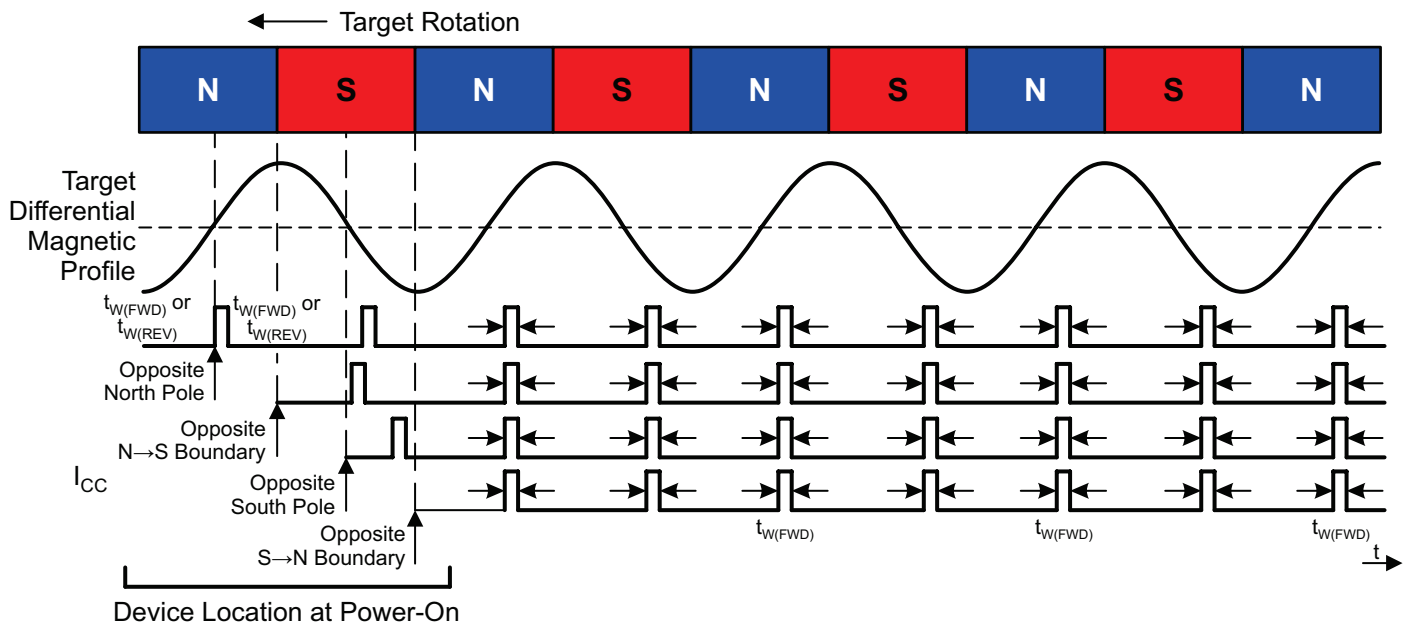 Target Rotation
N S N S N S N S N
Target
Differential
Magnetic
Profile
tW(FWD) or
tW(REV)
tW(FWD) or
tW(REV)
Opposite
North Pole
Opposite
N→S Boundary
ICC
Opposite
South Pole
Opposite
S→N Boundary
tW(FWD) tW(FWD) tW(FWD)
t
Device Location at Power-On